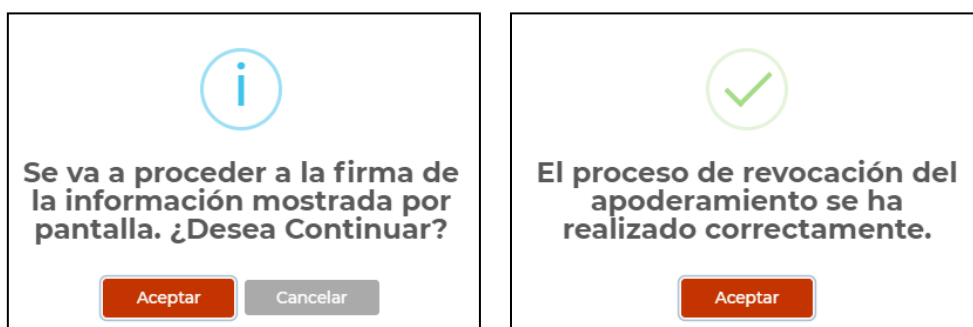 Se va a proceder a la firma de
la información mostrada por
pantalla. ¿Desea Continuar?
Aceptar
Cancelar
El proceso de revocación del
apoderamiento se ha
realizado correctamente.
Aceptar